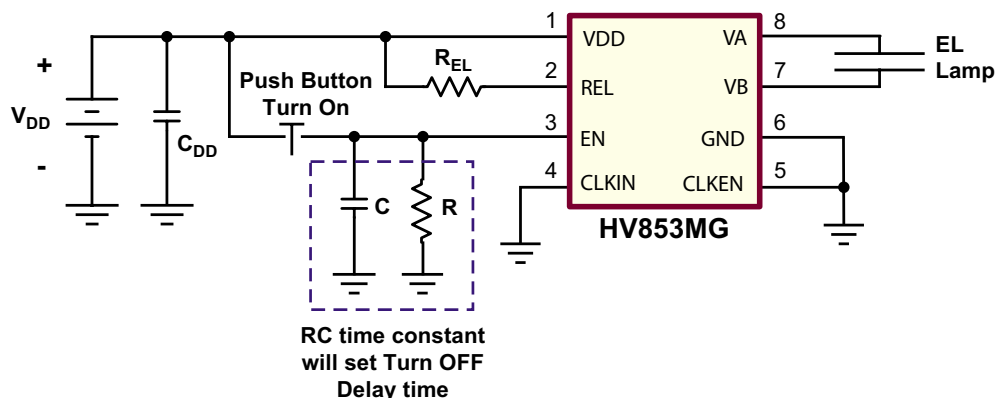 1
8
VDD
VA
EL
Lamp
+
R_EL
2
7
REL
VB
Push Button
Turn On
V_DD
C_DD
3
6
EN
GND
-
4
5
CLKIN
CLKEN
C
R
HV853MG
RC time constant
will set Turn OFF
Delay time